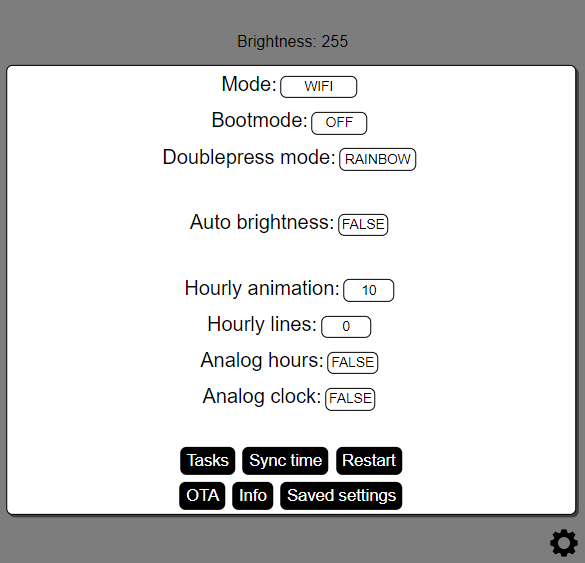 Brightness: 255
Mode: WIFI
Bootmode: OFF
Doublepress mode: RAINBOW
Auto brightness: FALSE
Hourly animation: 10
Hourly lines: 0
Analog hours: FALSE
Analog clock: FALSE
Tasks Sync time Restart
OTA Info Saved settings